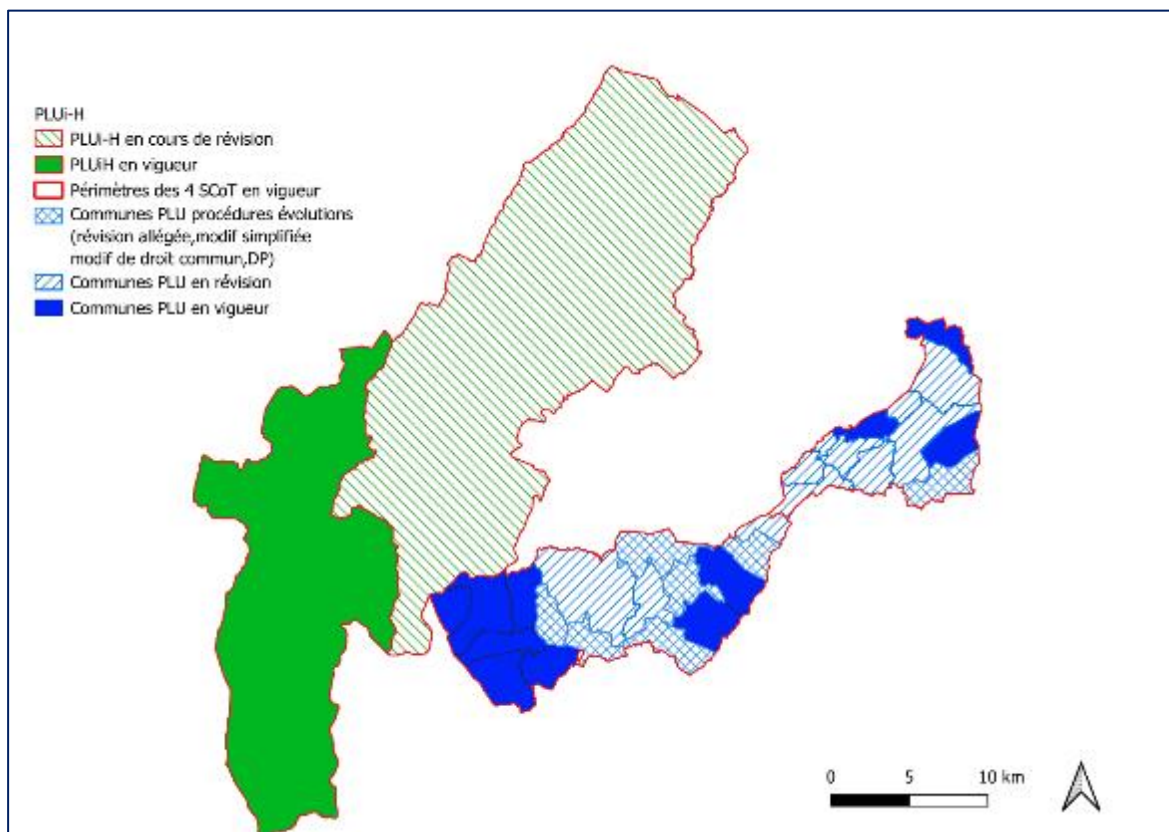 PLUi-H
PLUi-H en cours de révision
PLUiH en vigueur
Périmètres des 4 SCoT en vigueur
Communes PLU procédures évolutions
(révision allégée,modif simplifiée
modif de droit commun,DP)
Communes PLU en révision
Communes PLU en vigueur
0 5 10 km